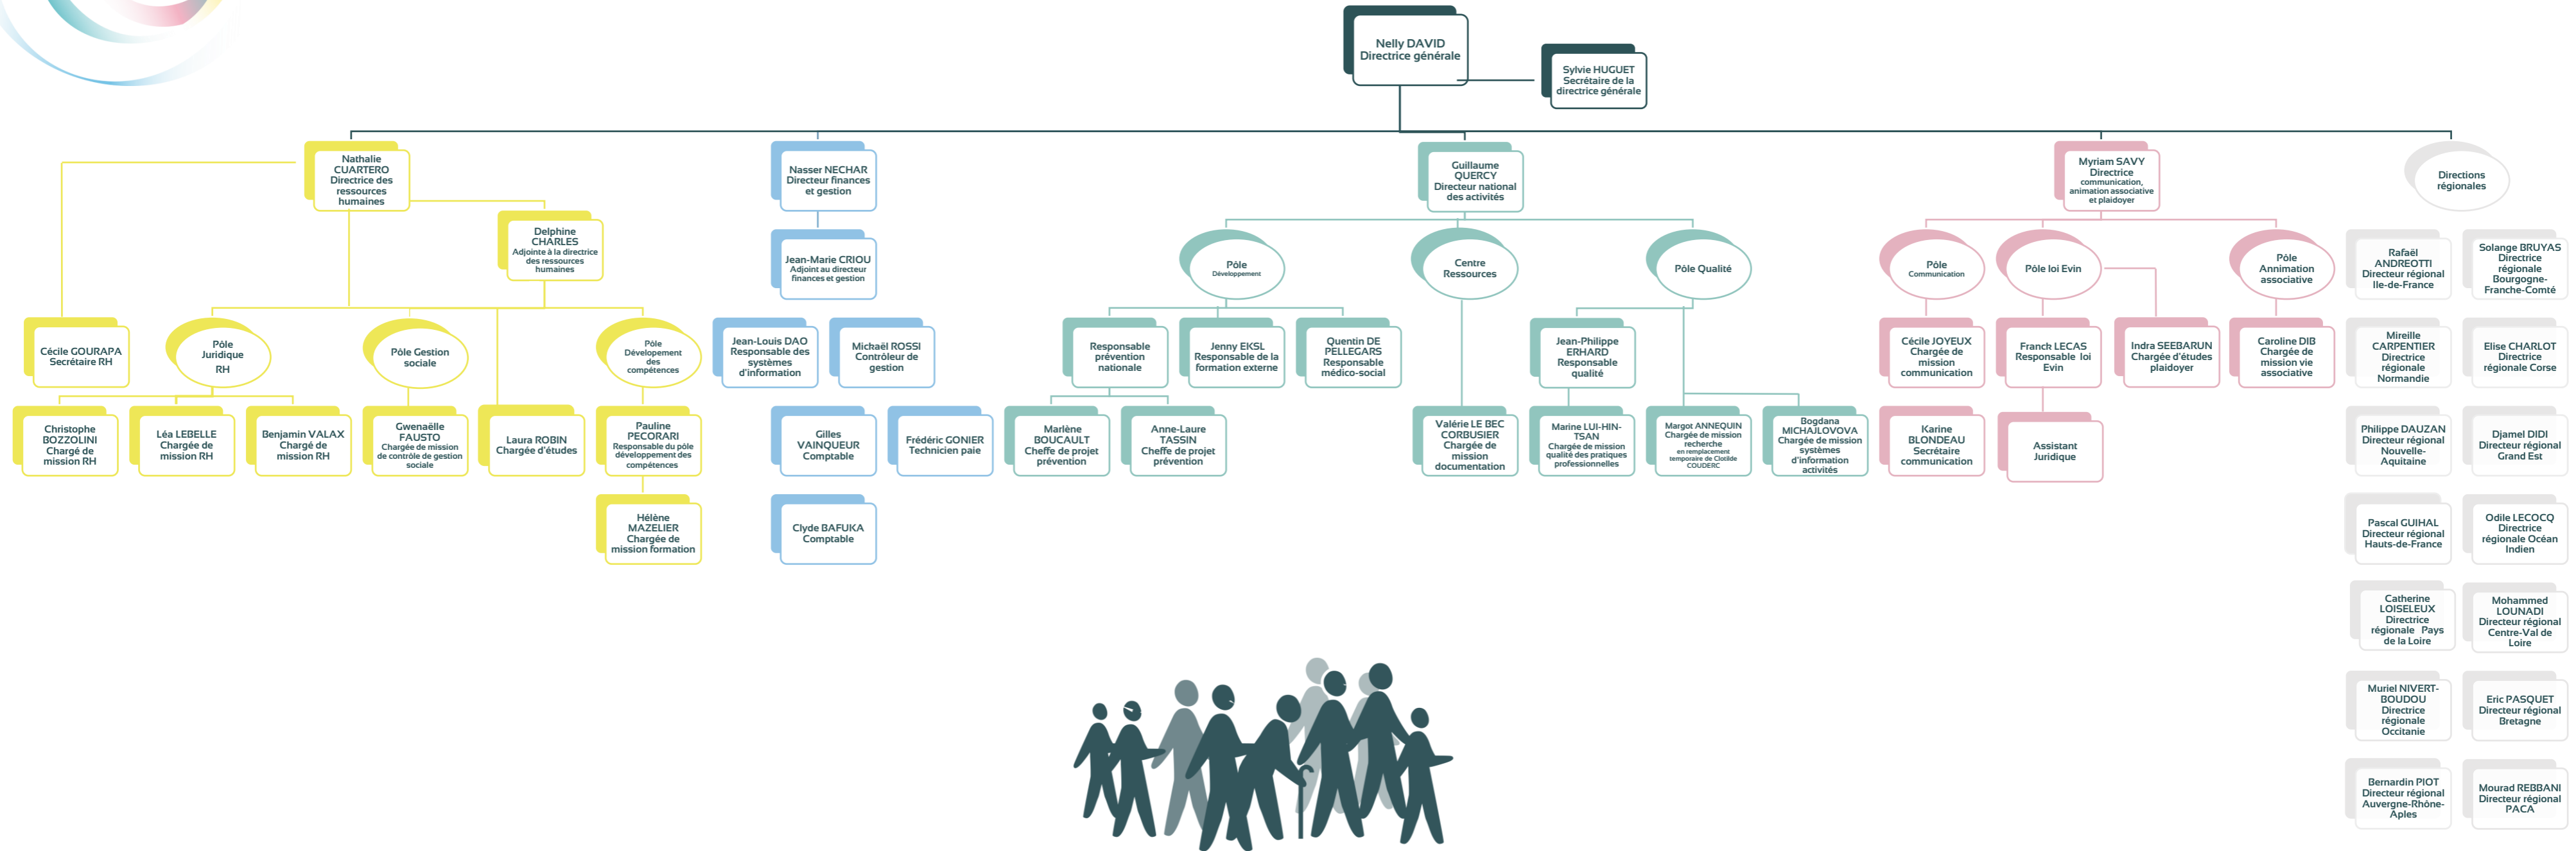 Nelly DAVID
Directrice générale
Sylvie HUGUET
Secrétaire de la
directrice générale
Nathalie
CUARTERO
Directrice des
ressources
humaines
Nasser NECHAR
Directeur finances
et gestion
Guillaume
QUERCY
Directeur national
des activités
Myriam SAVY
Directrice
communication,
animation associative
et plaidoyer
Directions
régionales
Delphine
CHARLES
Adjointe à la directrice
des ressources
humaines
Jean-Marie CRIOU
Adjoint au directeur
finances et gestion
Pôle
Développement
Centre
Ressources
Pôle Qualité
Pôle
Communication
Pôle loi Evin
Pôle
Annimation
associative
Rafaël
ANDREOTTI
Directeur régional
Ile-de-France
Solange BRUYAS
Directrice
régionale
Bourgogne-
Franche-Comté
Cécile GOURAPA
Secrétaire RH
Pôle
Juridique
RH
Pôle Gestion
sociale
Pôle
Dévelopement
des
compétences
Jean-Louis DAO
Responsable des
systèmes
d'information
Michaël ROSSI
Contrôleur de
gestion
Responsable
prévention
nationale
Jenny EKSL
Responsable de la
formation externe
Quentin DE
PELLEGARS
Responsable
médico-social
Jean-Philippe
ERHARD
Responsable
qualité
Cécile JOYEUX
Chargée de
mission
communication
Franck LECAS
Responsable loi
Evin
Indra SEEBARUN
Chargée d'études
plaidoyer
Caroline DIB
Chargée de
mission vie
associative
Mireille
CARPENTIER
Directrice
régionale
Normandie
Elise CHARLOT
Directrice
régionale Corse
Christophe
BOZZOLINI
Chargé de
mission RH
Léa LEBELLE
Chargée de
mission RH
Benjamin VALAX
Chargé de
mission RH
Gwenaëlle
FAUSTO
Chargée de mission
de contrôle de gestion
sociale
Laura ROBIN
Chargée d'études
Pauline
PECORARI
Responsable du pôle
développement des
compétences
Gilles
VAINQUEUR
Comptable
Frédéric GONIER
Technicien paie
Marlène
BOUCAULT
Cheffe de projet
prévention
Anne-Laure
TASSIN
Cheffe de projet
prévention
Valérie LE BEC
CORBUSIER
Chargée de
mission
documentation
Marine LUI-HIN-
TSAN
Chargée de mission
qualité des pratiques
professionnelles
Margot ANNEQUIN
Chargée de mission
recherche
en remplacement
temporaire de Clotilde
COUDERC
Bogdana
MICHAJLOVOVA
Chargée de mission
systèmes
d'information
activités
Karine
BLONDEAU
Secrétaire
communication
Assistant
Juridique
Philippe DAUZAN
Directeur régional
Nouvelle-
Aquitaine
Djamel DIDI
Directeur régional
Grand Est
Hélène
MAZELIER
Chargée de
mission formation
Clyde BAFUKA
Comptable
Pascal GUIHAL
Directeur régional
Hauts-de-France
Odile LECOCQ
Directrice
régionale Océan
Indien
Catherine
LOISELEUX
Directrice
régionale Pays
de la Loire
Mohammed
LOUNADI
Directeur régional
Centre-Val de
Loire
Muriel NIVERT-
BOUDOU
Directrice
régionale
Occitanie
Eric PASQUET
Directeur régional
Bretagne
Bernardin PIOT
Directeur régional
Auvergne-Rhône-
Aples
Mourad REBBANI
Directeur régional
PACA